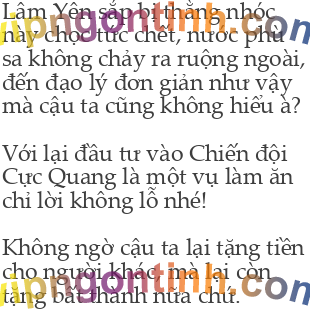 Lâm Yên sắp bị thằng nhóc
này chọc tức chết, nước phù
sa không chảy ra ruộng ngoài,
đến đạo lý đơn giản như vậy
mà cậu ta cũng không hiểu à?
Với lại đầu tư vào Chiến đội
Cực Quang là một vụ làm ăn
chỉ lời không lỗ nhé!
Không ngờ cậu ta lại tặng tiền
cho người khác, mà lại còn
tặng bất thành nữa chứ.
vipngontinh.com
vipngontinh.com